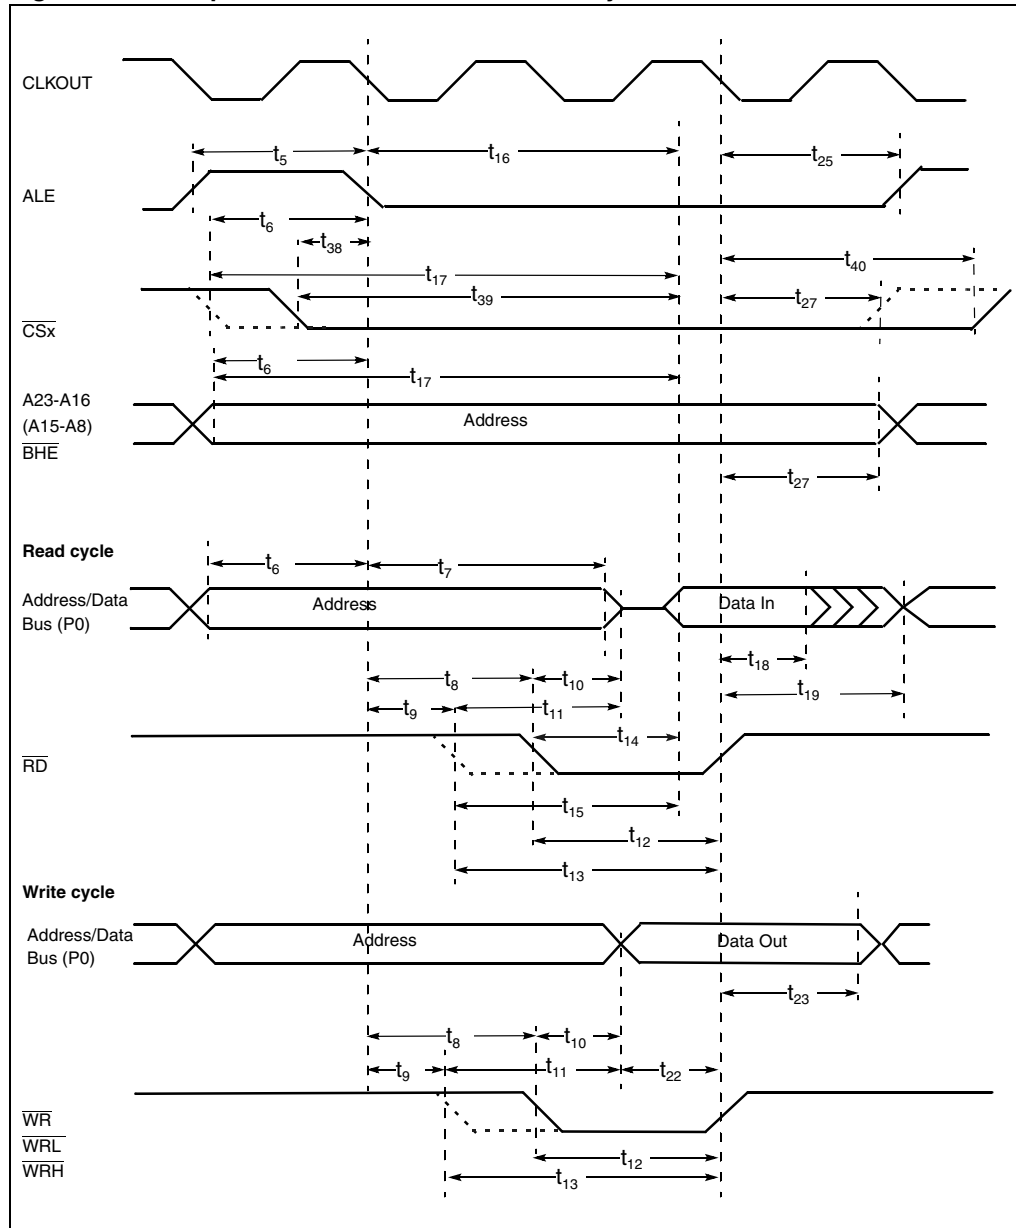 CLKOUT
t5
t16
t25
ALE
t6
t38
t40
t17
t39
t27
CSx
t6
t17
A23-A16
(A15-A8)
BHE
Address
t27
Read cycle
t6
t7
Address/Data
Bus (P0)
Address
Data In
t18
t8
t10
t19
t9
t11
t14
RD
t15
t12
t13
Write cycle
Address/Data
Bus (P0)
Address
Data Out
t23
t8
t10
t9
t11
t22
WR
WRL
WRH
t12
t13